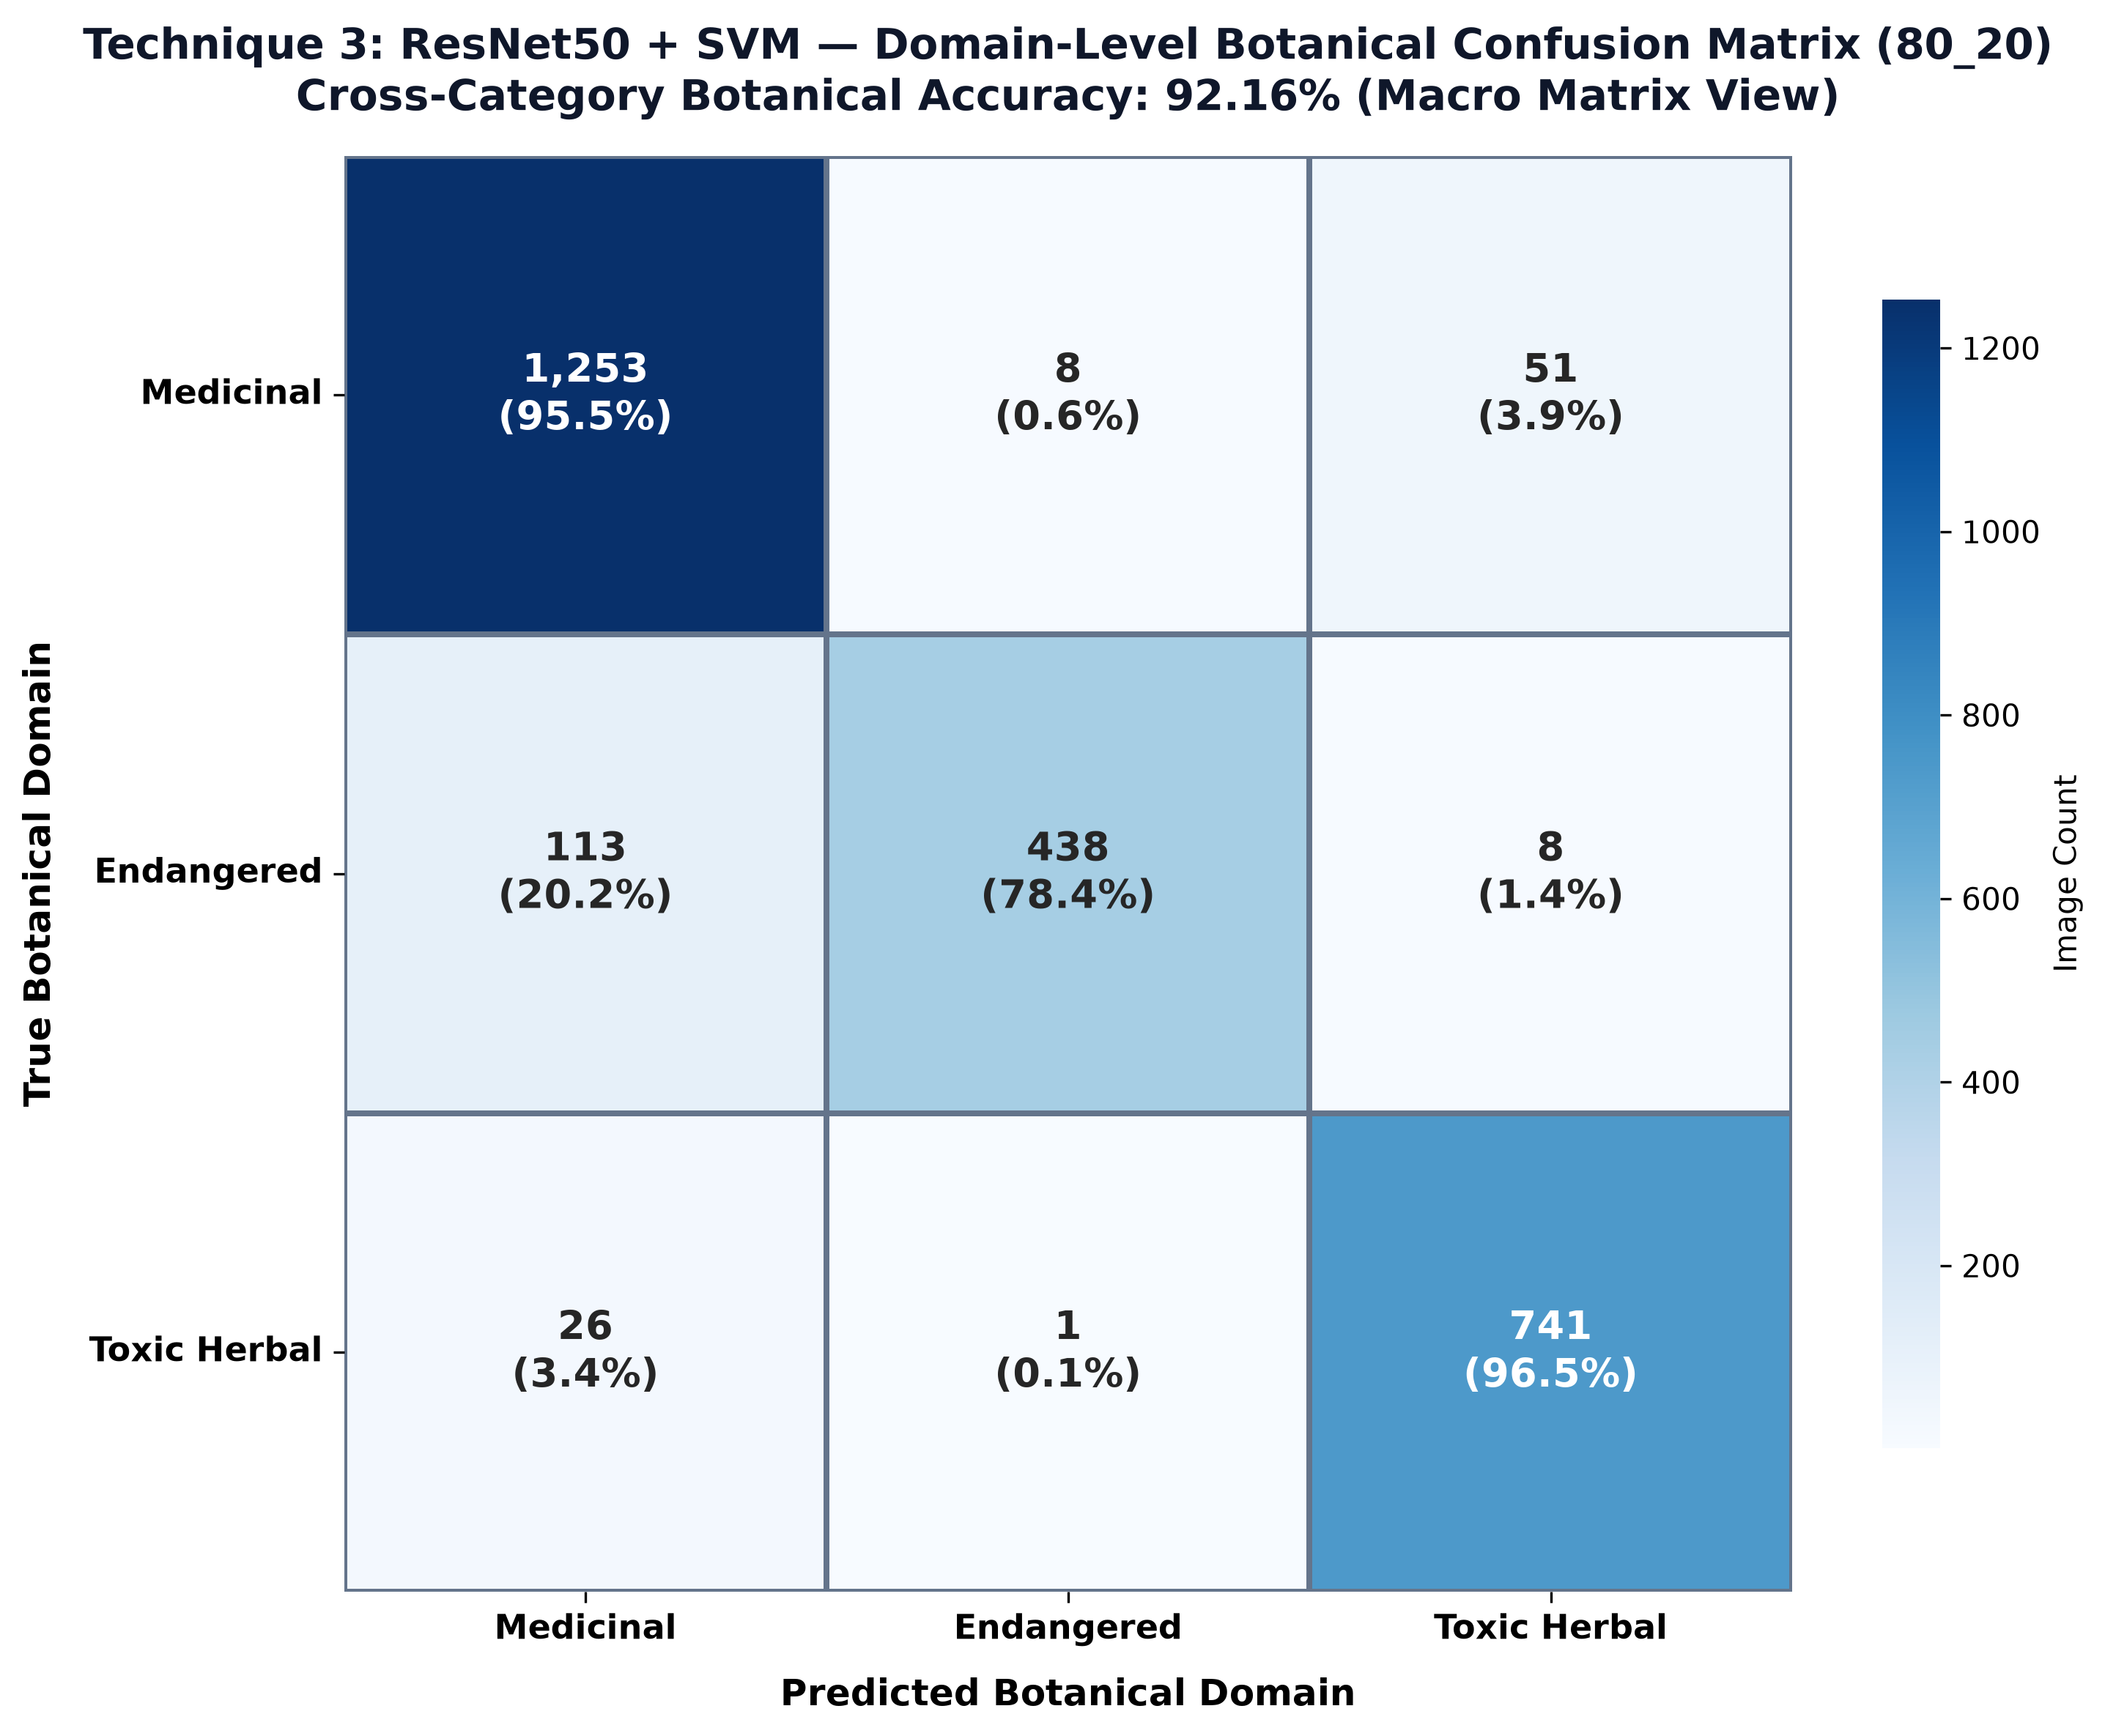 Technique 3: ResNet50 + SVM — Domain-Level Botanical Confusion Matrix (80_20)
Cross-Category Botanical Accuracy: 92.16% (Macro Matrix View)
True Botanical Domain
Medicinal
1,253
(95.5%)
8
(0.6%)
51
(3.9%)
Endangered
113
(20.2%)
438
(78.4%)
8
(1.4%)
Toxic Herbal
26
(3.4%)
1
(0.1%)
741
(96.5%)
Medicinal
Endangered
Toxic Herbal
Predicted Botanical Domain
1200
1000
800
600
400
200
Image Count